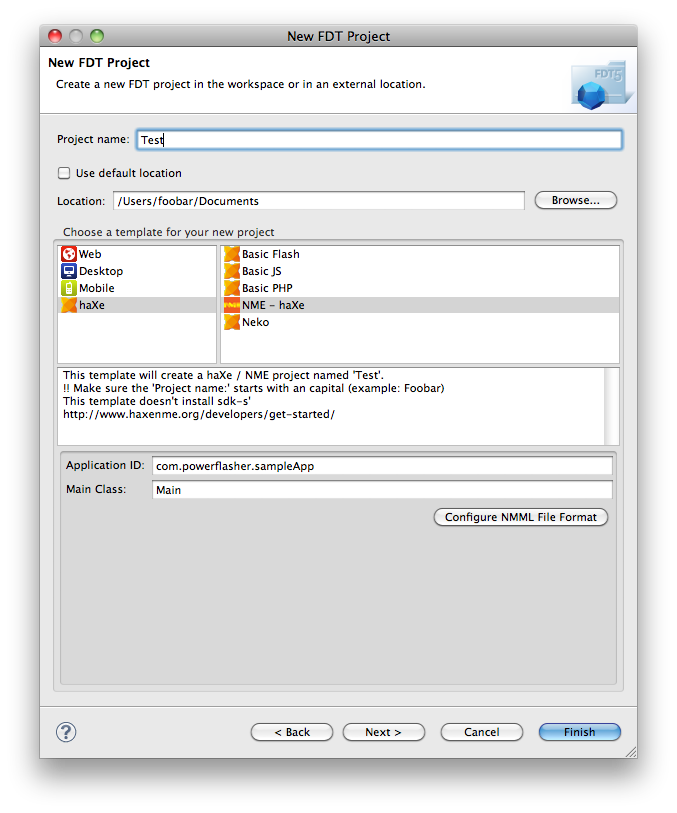 New FDT Project
New FDT Project
Create a new FDT project in the workspace or in an external location.
FDT5
Project name: Test
Use default location
Location: /Users/foobar/Documents Browse...
Choose a template for your new project
Web
Desktop
Mobile
haXe
Basic Flash
Basic JS
Basic PHP
NME - haXe
Neko
This template will create a haXe / NME project named 'Test'.
!! Make sure the 'Project name:' starts with an capital (example: Foobar)
This template doesn't install sdk-s'
http://www.haxenme.org/developers/get-started/
Application ID: com.powerflasher.sampleApp
Main Class: Main
Configure NMML File Format
? < Back Next > Cancel Finish